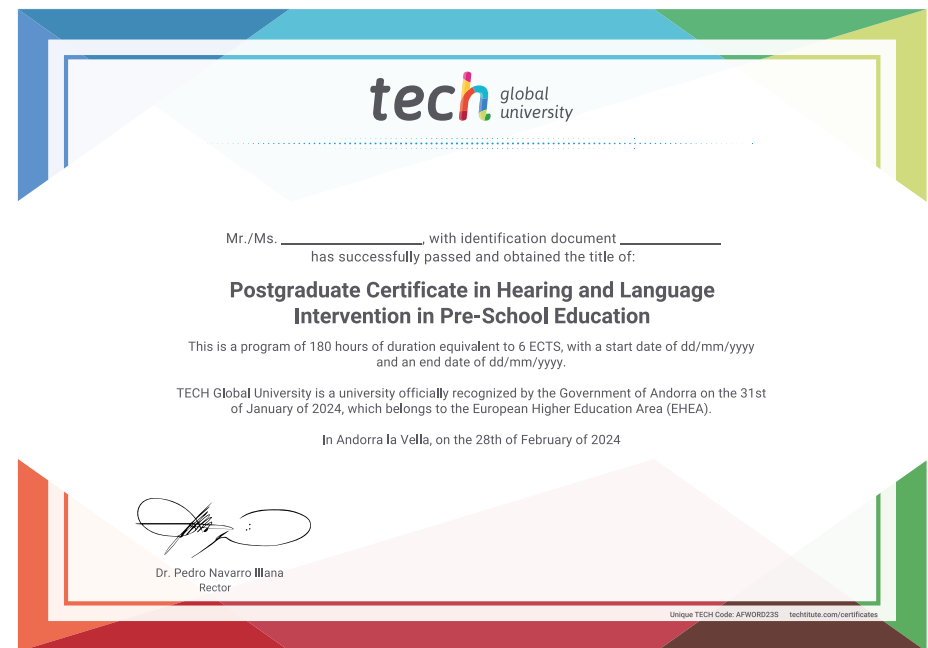 tech global university
Mr./Ms. ____________________, with identification document ______________
has successfully passed and obtained the title of:
Postgraduate Certificate in Hearing and Language
Intervention in Pre-School Education
This is a program of 180 hours of duration equivalent to 6 ECTS, with a start date of dd/mm/yyyy
and an end date of dd/mm/yyyy.
TECH Global University is a university officially recognized by the Government of Andorra on the 31st
of January of 2024, which belongs to the European Higher Education Area (EHEA).
In Andorra la Vella, on the 28th of February of 2024
Dr. Pedro Navarro Illana
Rector
Unique TECH Code: AFWORD23S techtitute.com/certificates